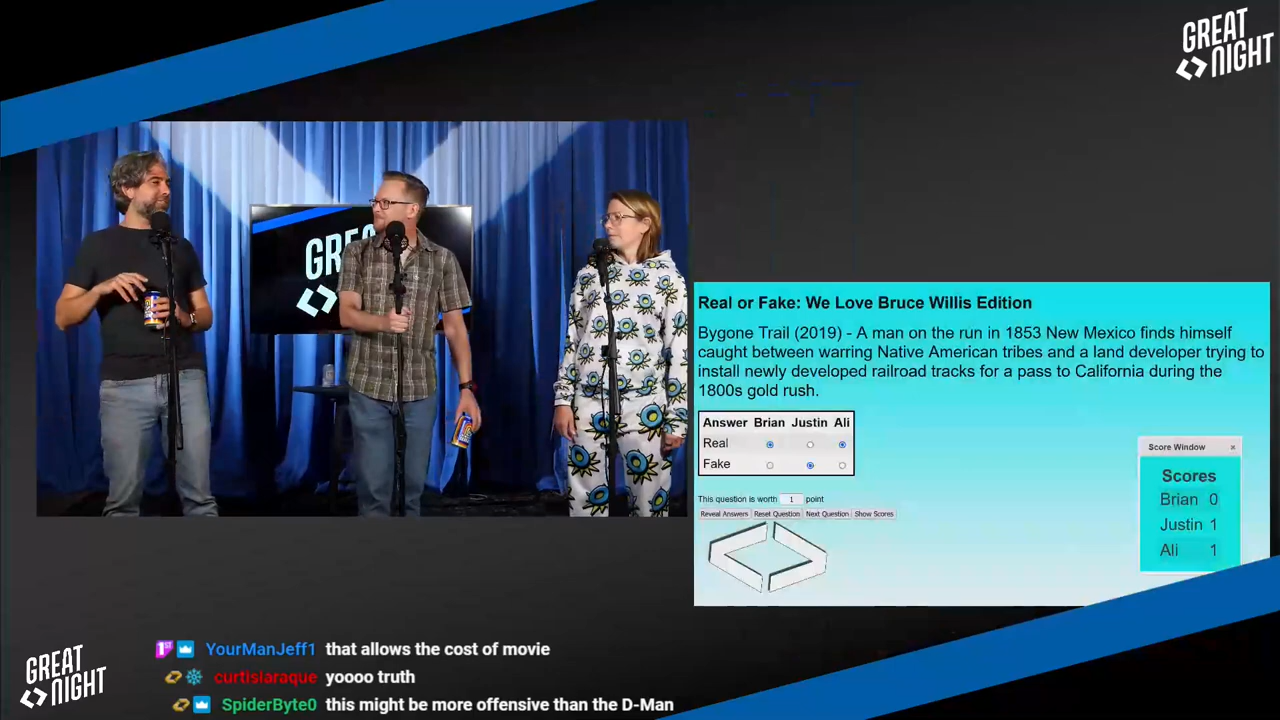 GREAT
NIGHT
GREA
Real or Fake: We Love Bruce Willis Edition
Bygone Trail (2019) - A man on the run in 1853 New Mexico finds himself
caught between warring Native American tribes and a land developer trying to
install newly developed railroad tracks for a pass to California during the
1800s gold rush.
Answer Brian Justin Ali
Real
Fake
This question is worth 1 point
Reveal Answers Reset Question Next Question Show Scores
Score Window ×
Scores
Brian 0
Justin 1
Ali 1
GREAT
NIGHT
1st YourManJeff1 that allows the cost of movie
curtislaraque yoooo truth
SpiderByte0 this might be more offensive than the D-Man